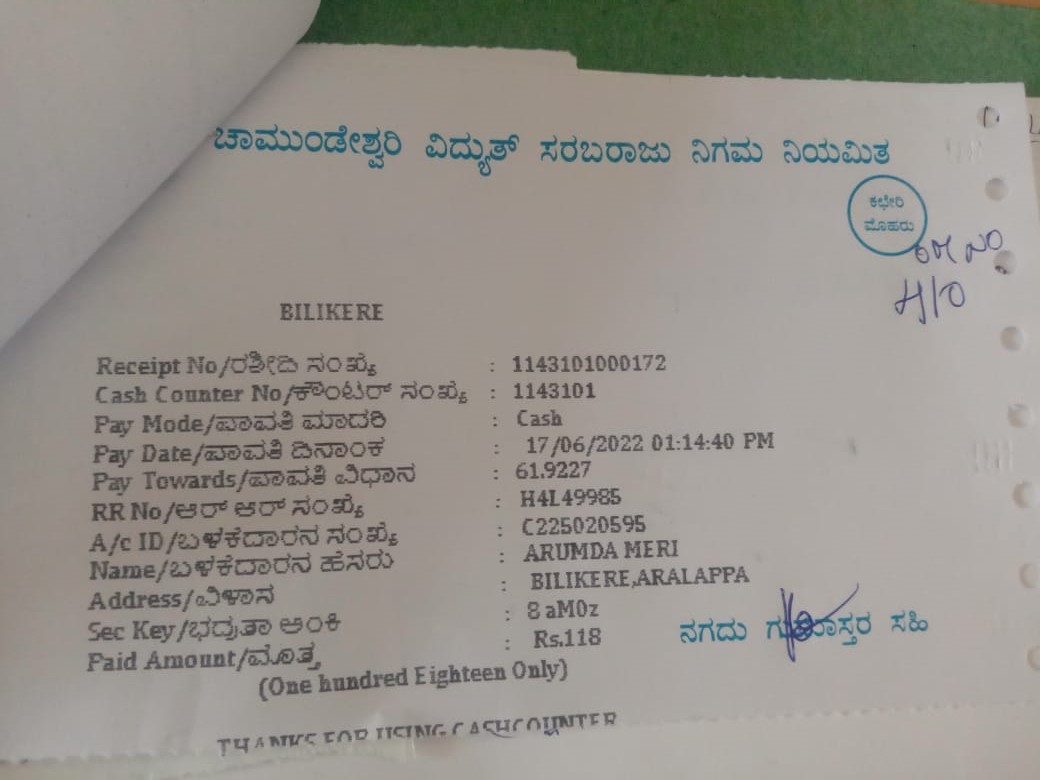 ಚಾಮುಂಡೇಶ್ವರಿ ವಿದ್ಯುತ್ ಸರಬರಾಜು ನಿಗಮ ನಿಯಮಿತ
ಕಛೇರಿ
ಮೊಹರು
H/O
BILIKERE
Receipt No/ರಶೀದಿ ಸಂಖ್ಯೆ : 1143101000172
Cash Counter No/ಕೌಂಟರ್ ಸಂಖ್ಯೆ : 1143101
Pay Mode/ಪಾವತಿ ಮಾದರಿ : Cash
Pay Date/ಪಾವತಿ ದಿನಾಂಕ : 17/06/2022 01:14:40 PM
Pay Towards/ಪಾವತಿ ವಿಧಾನ : 61.9227
RR No/ಆರ್ ಆರ್ ಸಂಖ್ಯೆ : H4L49985
A/c ID/ಬಳಕೆದಾರನ ಸಂಖ್ಯೆ : C225020595
Name/ಬಳಕೆದಾರನ ಹೆಸರು : ARUMDA MERI
Address/ವಿಳಾಸ : BILIKERE,ARALAPPA
Sec Key/ಭದ್ರತಾ ಅಂಕಿ : 8 aM0z
Paid Amount/ಮೊತ್ತ : Rs.118
(One hundred Eighteen Only)
ನಗದು ಗುಮಾಸ್ತರ ಸಹಿ
THANKS FOR USING CASHCOUNTER